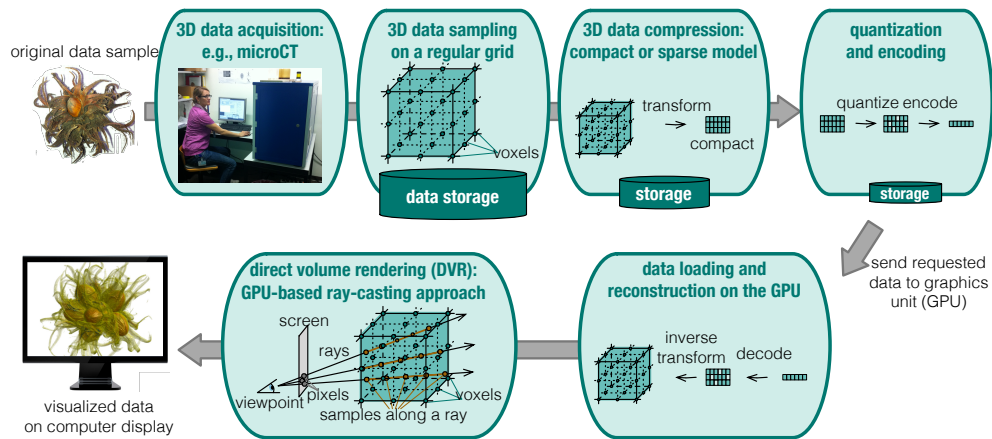 original data sample
3D data acquisition:
e.g., microCT
3D data sampling
on a regular grid
voxels
data storage
3D data compression:
compact or sparse model
transform
compact
storage
quantization
and encoding
quantize encode
storage
send requested
data to graphics
unit (GPU)
data loading and
reconstruction on the GPU
inverse
transform
decode
direct volume rendering (DVR):
GPU-based ray-casting approach
screen
rays
viewpoint
pixels
voxels
samples along a ray
visualized data
on computer display